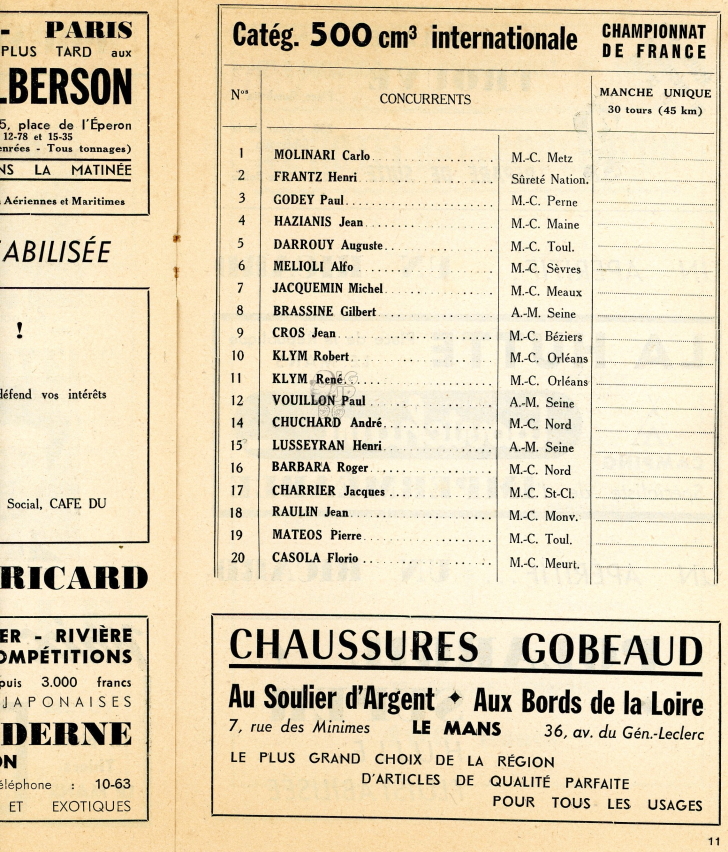 - PARIS
PLUS TARD aux
LBERSON
5, place de l'Éperon
12-78 et 15-35
enrées - Tous tonnages)
NS LA MATINÉE
Aériennes et Maritimes
ABILISÉE
!
défend vos intérêts
Social, CAFE DU
RICARD
ER - RIVIÈRE
OMPÉTITIONS
puis 3.000 francs
JAPONAISES
DERNE
ON
éléphone : 10-63
ET EXOTIQUES
Catég. 500 cm³ internationale
CHAMPIONNAT
DE FRANCE
Nos CONCURRENTS
MANCHE UNIQUE
30 tours (45 km)
1 MOLINARI Carlo M.-C. Metz
2 FRANTZ Henri Sûreté Nation.
3 GODEY Paul M.-C. Perne
4 HAZIANIS Jean M.-C. Maine
5 DARROUY Auguste M.-C. Toul.
6 MELIOLI Alfo M.-C. Sèvres
7 JACQUEMIN Michel M.-C. Meaux
8 BRASSINE Gilbert A.-M. Seine
9 CROS Jean M.-C. Béziers
10 KLYM Robert M.-C. Orléans
11 KLYM René M.-C. Orléans
12 VOUILLON Paul A.-M. Seine
14 CHUCHARD André M.-C. Nord
15 LUSSEYRAN Henri A.-M. Seine
16 BARBARA Roger M.-C. Nord
17 CHARRIER Jacques M.-C. St-Cl.
18 RAULIN Jean M.-C. Monv.
19 MATEOS Pierre M.-C. Toul.
20 CASOLA Florio M.-C. Meurt.
CHAUSSURES GOBEAUD
Au Soulier d'Argent ✦ Aux Bords de la Loire
7, rue des Minimes LE MANS 36, av. du Gén.-Leclerc
LE PLUS GRAND CHOIX DE LA RÉGION
D'ARTICLES DE QUALITÉ PARFAITE
POUR TOUS LES USAGES
11